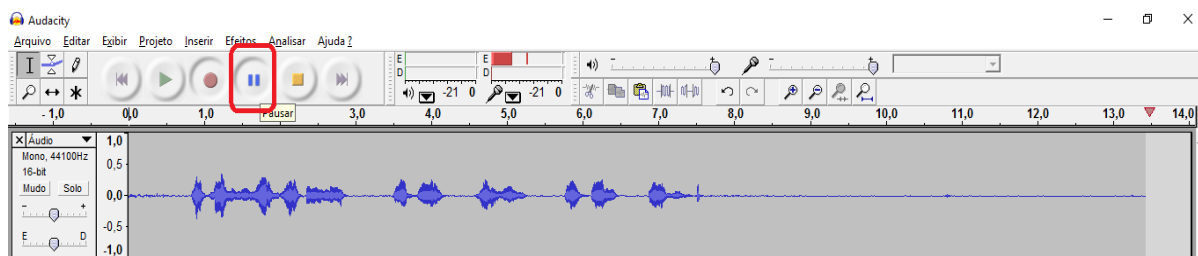 Audacity
Arquivo Editar Exibir Projeto Inserir Efeitos Analisar Ajuda ?
E E
D D
-21 0 -21 0
- 1,0 0,0 1,0 Pausar 3,0 4,0 5,0 6,0 7,0 8,0 9,0 10,0 11,0 12,0 13,0 14,0
Áudio 1,0
Mono, 44100Hz
16-bit 0,5
Mudo Solo
- + 0,0
-0,5
E D
-1,0